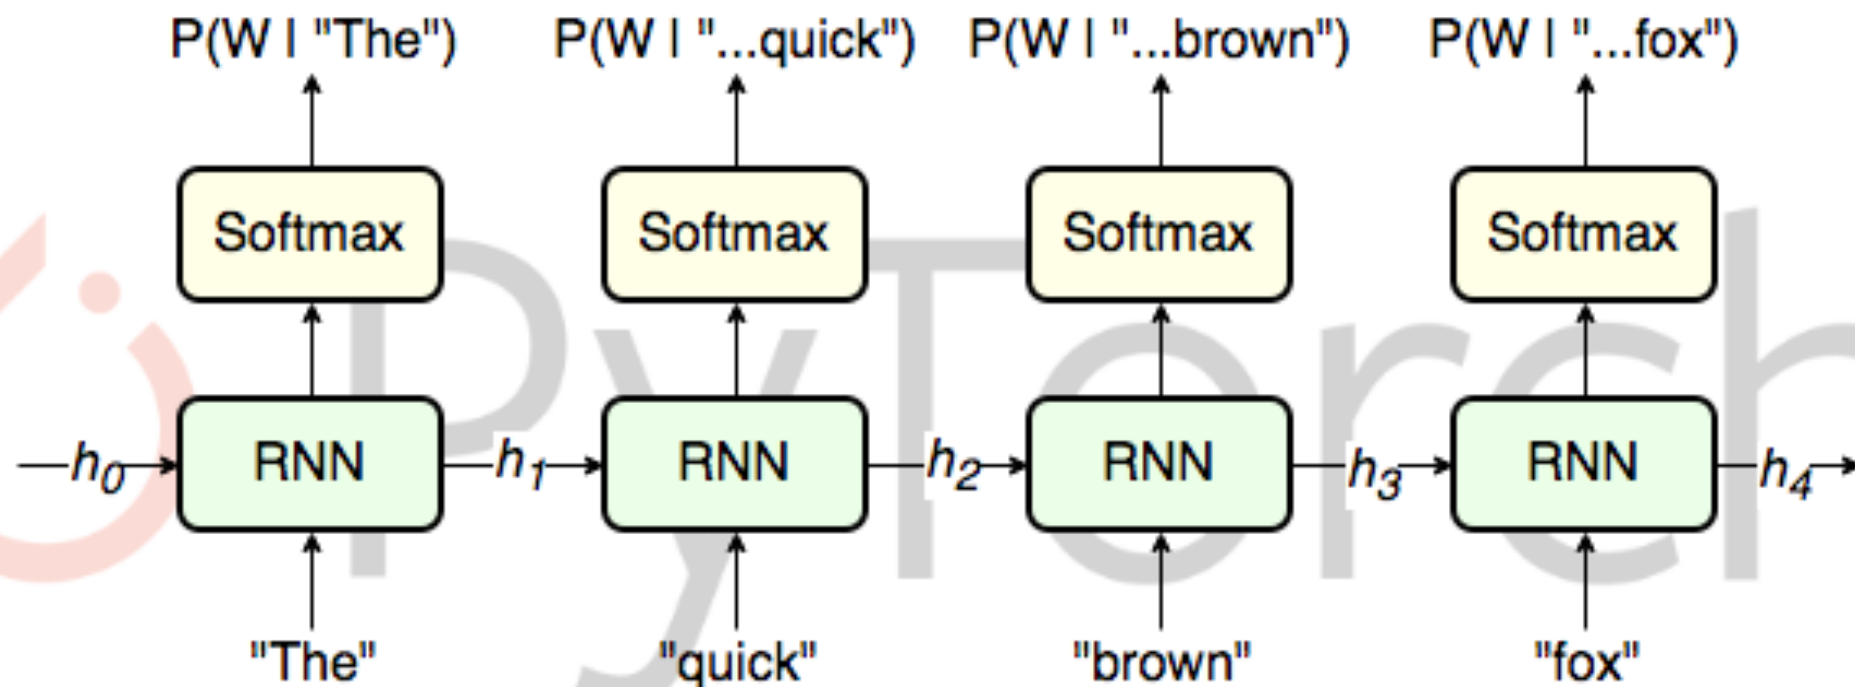 P(W | "The") P(W | "...quick") P(W | "...brown") P(W | "...fox")
Softmax Softmax Softmax Softmax
PyTorch
h0 RNN h1 RNN h2 RNN h3 RNN h4
"The" "quick" "brown" "fox"